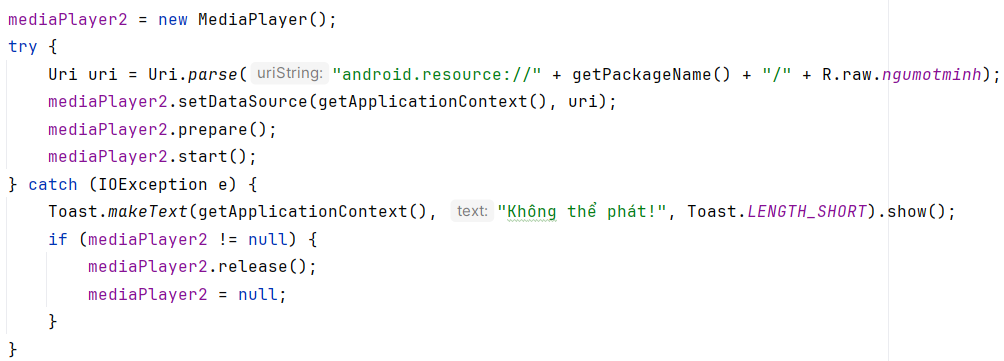 mediaPlayer2 = new MediaPlayer();
try {
    Uri uri = Uri.parse( uriString: "android.resource://" + getPackageName() + "/" + R.raw.ngumotminh);
    mediaPlayer2.setDataSource(getApplicationContext(), uri);
    mediaPlayer2.prepare();
    mediaPlayer2.start();
} catch (IOException e) {
    Toast.makeText(getApplicationContext(), text: "Không thể phát!", Toast.LENGTH_SHORT).show();
    if (mediaPlayer2 != null) {
        mediaPlayer2.release();
        mediaPlayer2 = null;
    }
}